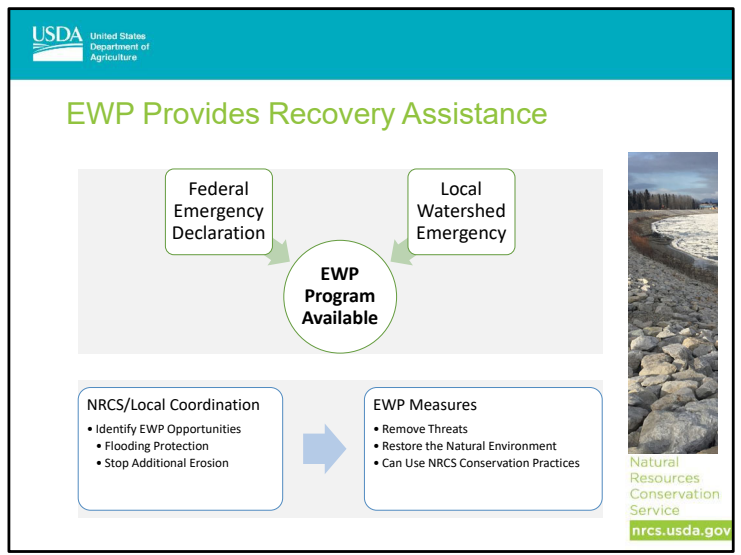 USDA
United States
Department of
Agriculture
EWP Provides Recovery Assistance
Federal
Emergency
Declaration
Local
Watershed
Emergency
EWP
Program
Available
NRCS/Local Coordination
• Identify EWP Opportunities
• Flooding Protection
• Stop Additional Erosion
EWP Measures
• Remove Threats
• Restore the Natural Environment
• Can Use NRCS Conservation Practices
Natural
Resources
Conservation
Service
nrcs.usda.gov